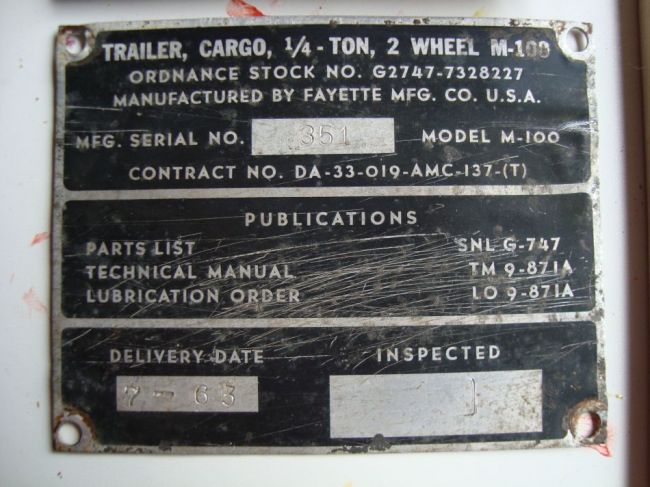 TRAILER, CARGO, 1/4 - TON, 2 WHEEL M-100
ORDNANCE STOCK NO. G2747-7328227
MANUFACTURED BY FAYETTE MFG. CO. U.S.A.
MFG. SERIAL NO. 351 MODEL M-100
CONTRACT NO. DA-33-019-AMC-137-(T)
PUBLICATIONS
PARTS LIST SNL G-747
TECHNICAL MANUAL TM 9-871A
LUBRICATION ORDER LO 9-871A
DELIVERY DATE INSPECTED
7 - 63